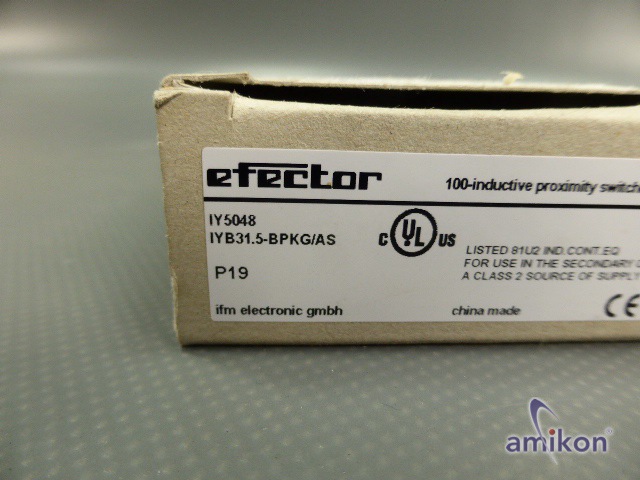 efector
100-inductive proximity switch
IY5048
IYB31.5-BPKG/AS
C UL US
LISTED 81U2 IND.CONT.EQ
FOR USE IN THE SECONDARY
A CLASS 2 SOURCE OF SUPPLY
P19
ifm electronic gmbh
china made
CE
amikon